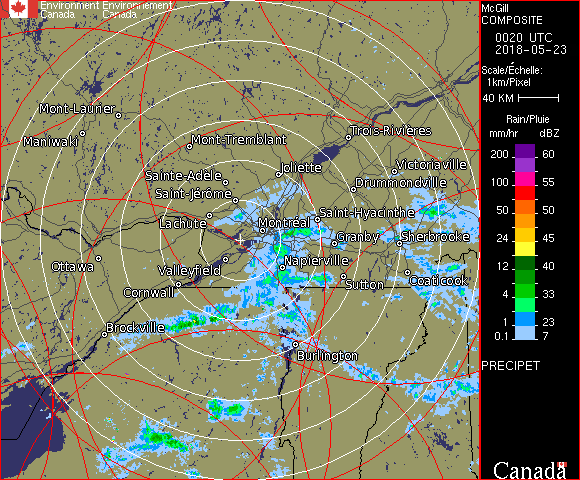 Environment Environnement
Canada Canada
McGill
COMPOSITE
0020 UTC
2018-05-23
Scale/Échelle:
1km/Pixel
40 KM
Rain/Pluie
mm/hr dBZ
200 60
100 55
50 50
24 45
12 40
4 33
1 23
0.1 7
PRECIPET
Canada
Mont-Laurier
Maniwaki
Mont-Tremblant
Trois-Rivières
Joliette
Victoriaville
Sainte-Adèle
Drummondville
Saint-Jérôme
Lachute
Montréal
Saint-Hyacinthe
Granby
Sherbrooke
Ottawa
Valleyfield
Napierville
Cornwall
Sutton
Coaticook
Brockville
Burlington